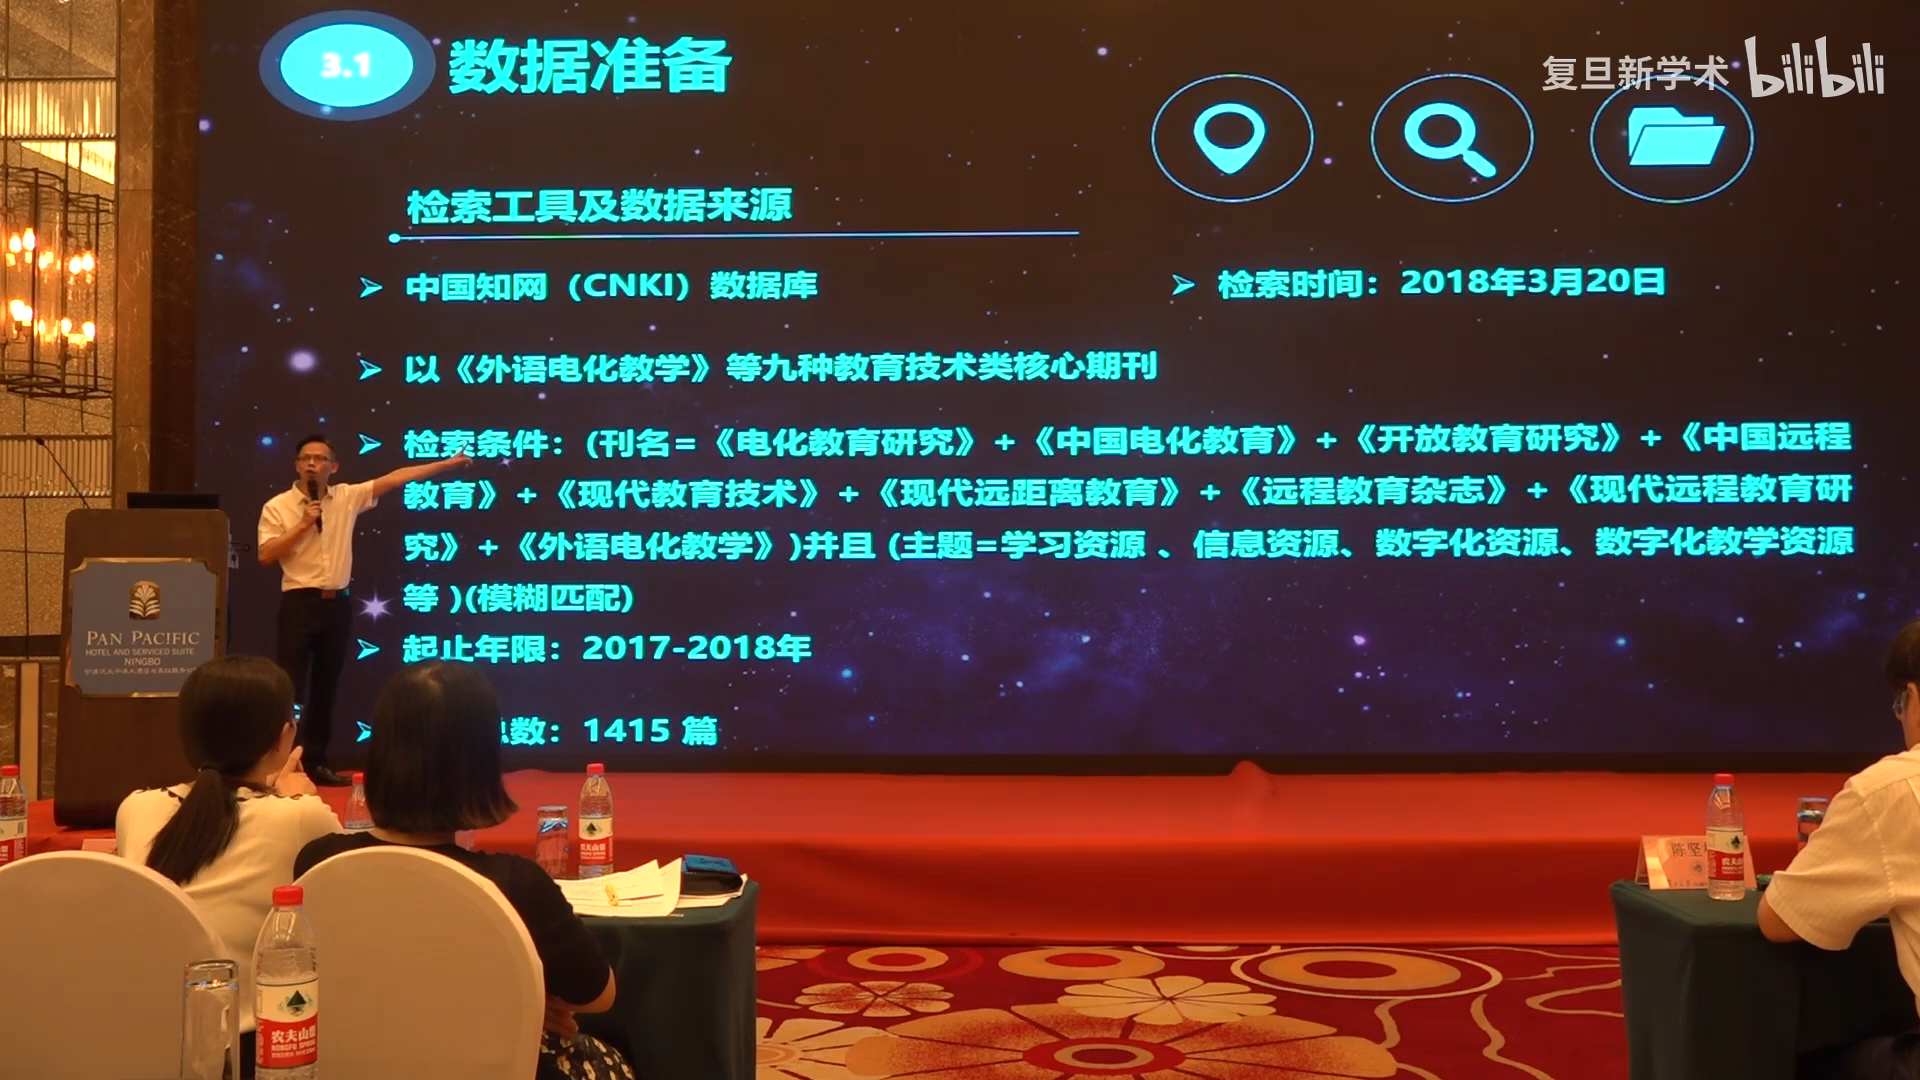 3.1 数据准备
复旦新学术 bilibili
检索工具及数据来源
中国知网（CNKI）数据库
检索时间：2018年3月20日
以《外语电化教学》等九种教育技术类核心期刊
检索条件：(刊名=《电化教育研究》+《中国电化教育》+《开放教育研究》+《中国远程
教育》+《现代教育技术》+《现代远距离教育》+《远程教育杂志》+《现代远程教育研
究》+《外语电化教学》)并且 (主题=学习资源 、信息资源、数字化资源、数字化教学资源
等 )(模糊匹配)
起止年限：2017-2018年
总数：1415 篇
PAN PACIFIC
HOTEL AND SERVICED SUITE
NINGBO
陈坚
农夫山泉
NONGFU SPRING